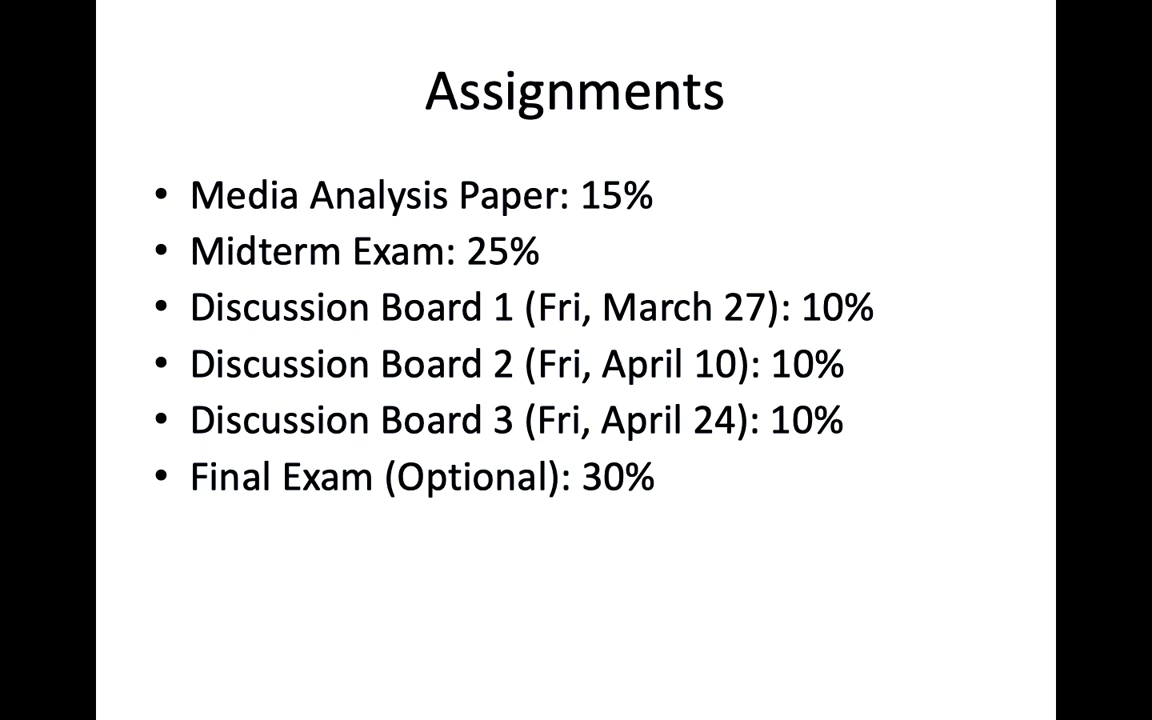 Assignments
• Media Analysis Paper: 15%
• Midterm Exam: 25%
• Discussion Board 1 (Fri, March 27): 10%
• Discussion Board 2 (Fri, April 10): 10%
• Discussion Board 3 (Fri, April 24): 10%
• Final Exam (Optional): 30%